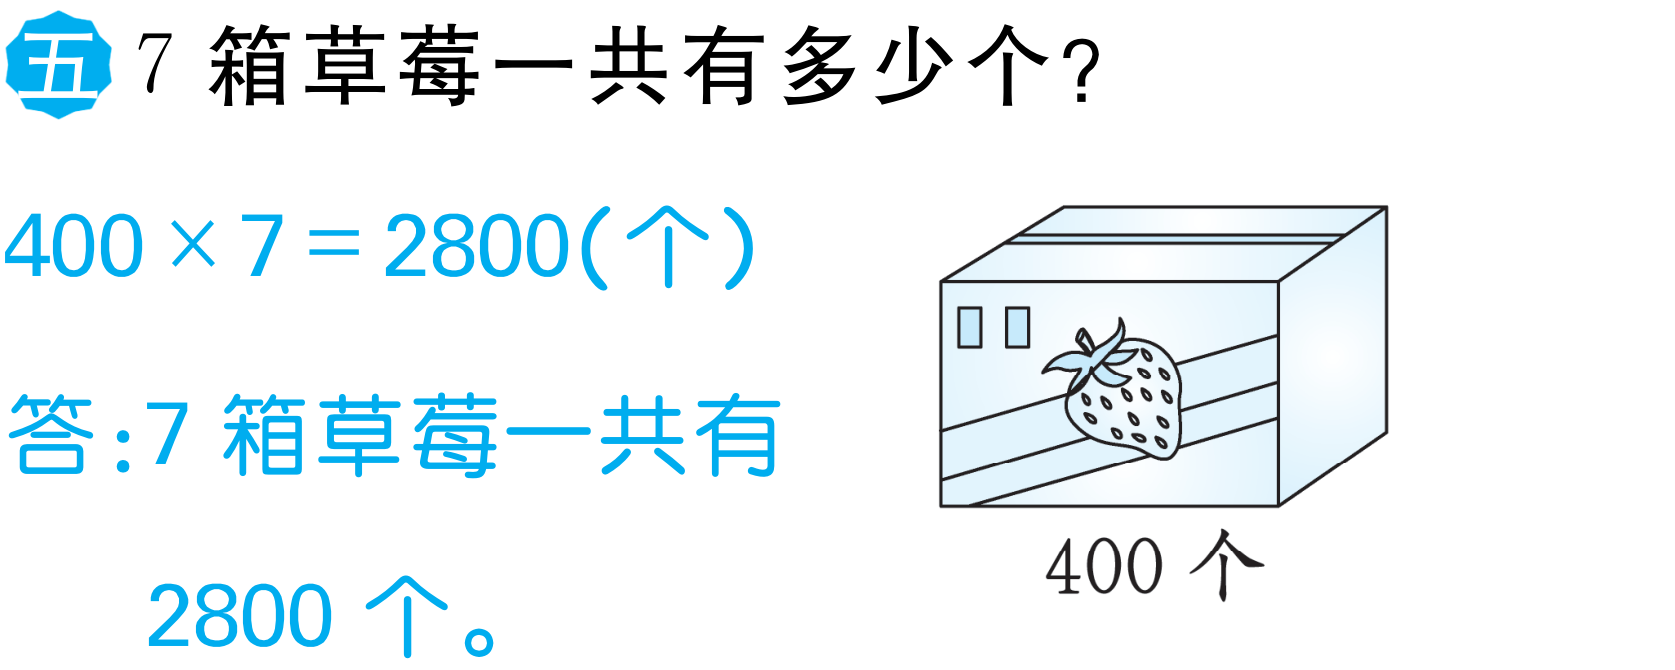 五 7 箱草莓一共有多少个?
400×7=2800(个)
答:7 箱草莓一共有
2800 个。
400 个